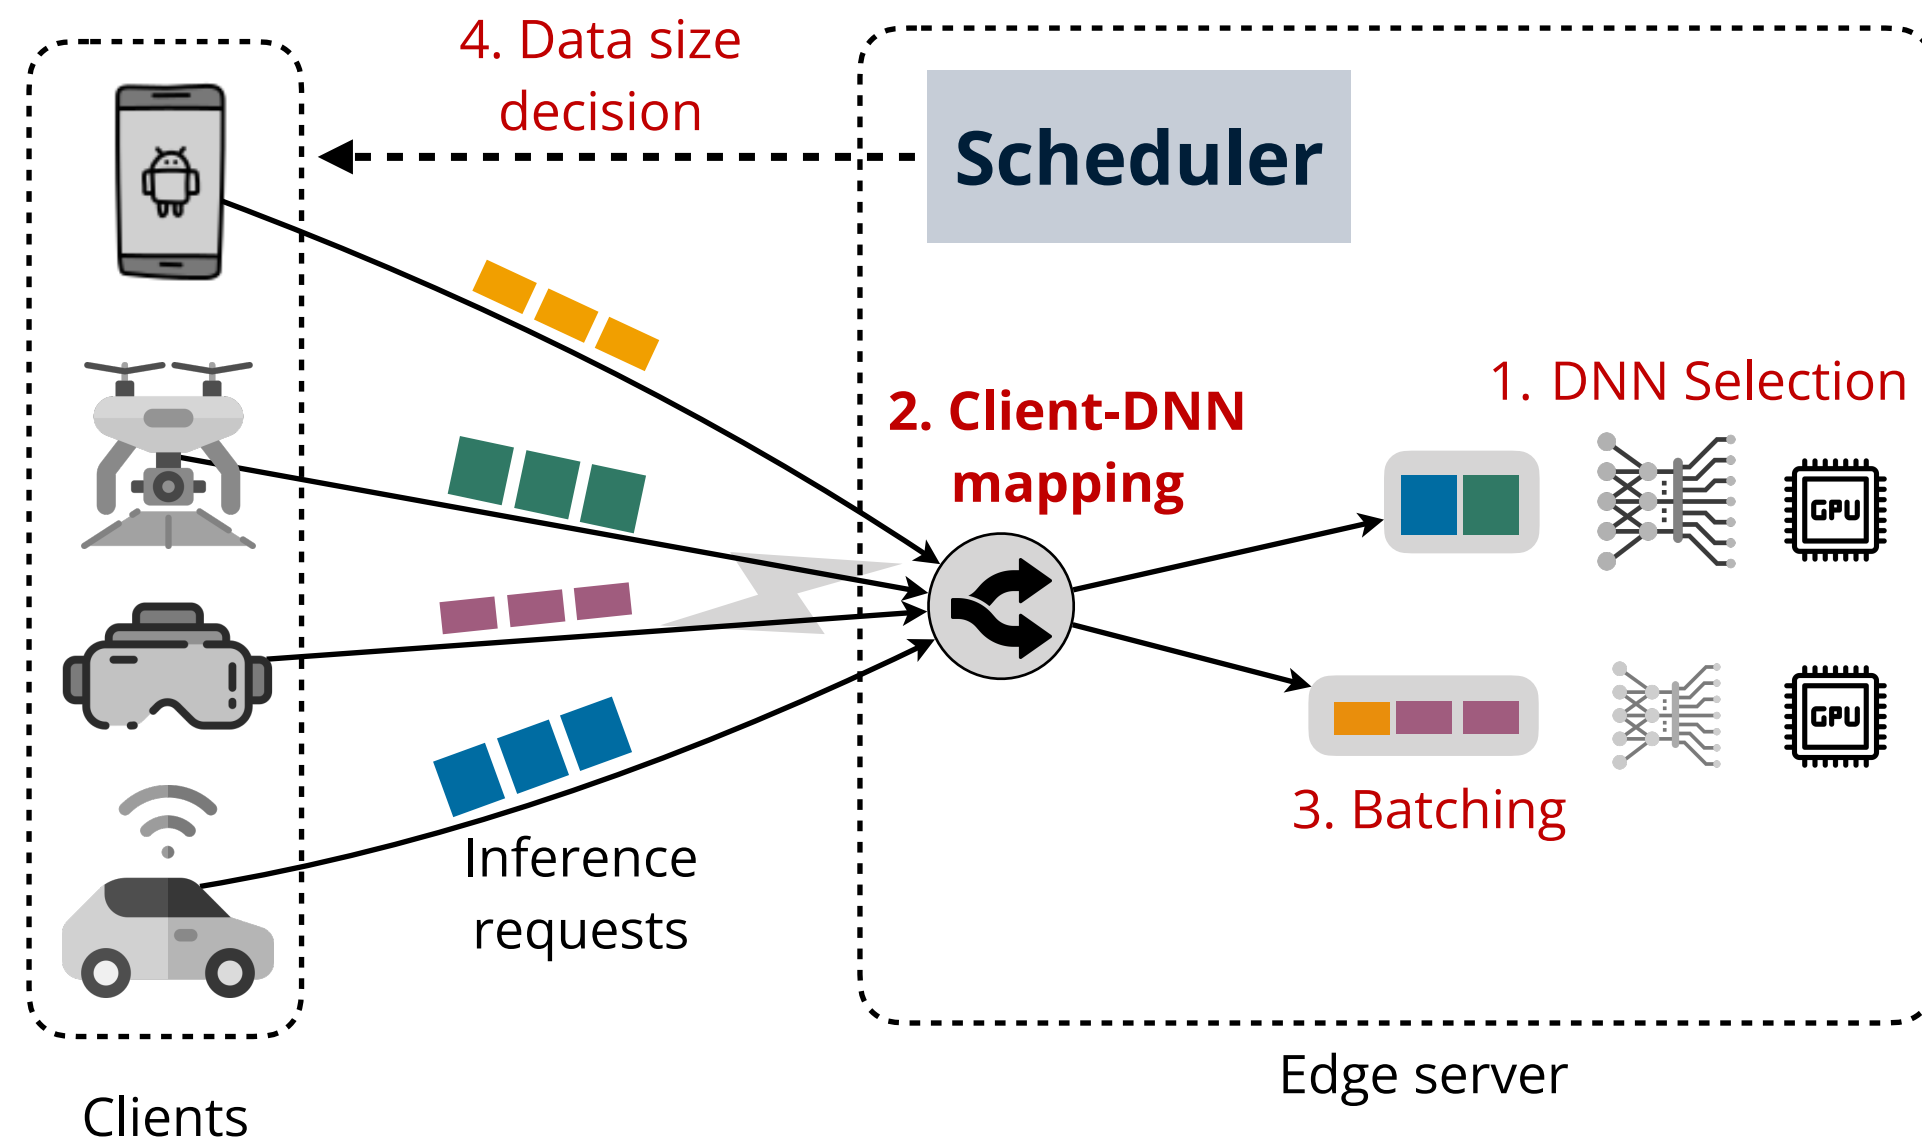 4. Data size
decision
Scheduler
1. DNN Selection
2. Client-DNN
mapping
GPU
GPU
3. Batching
Inference
requests
Edge server
Clients